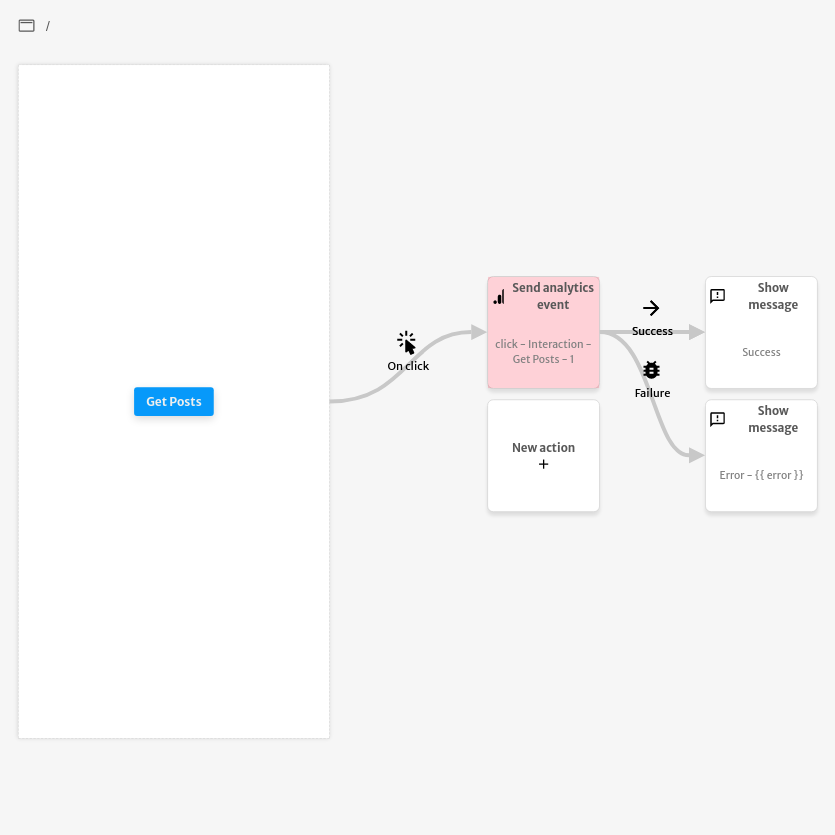 /
Get Posts
On click
Send analytics
event
click – Interaction –
Get Posts – 1
New action
+
Success
Failure
Show
message
Success
Show
message
Error – {{ error }}